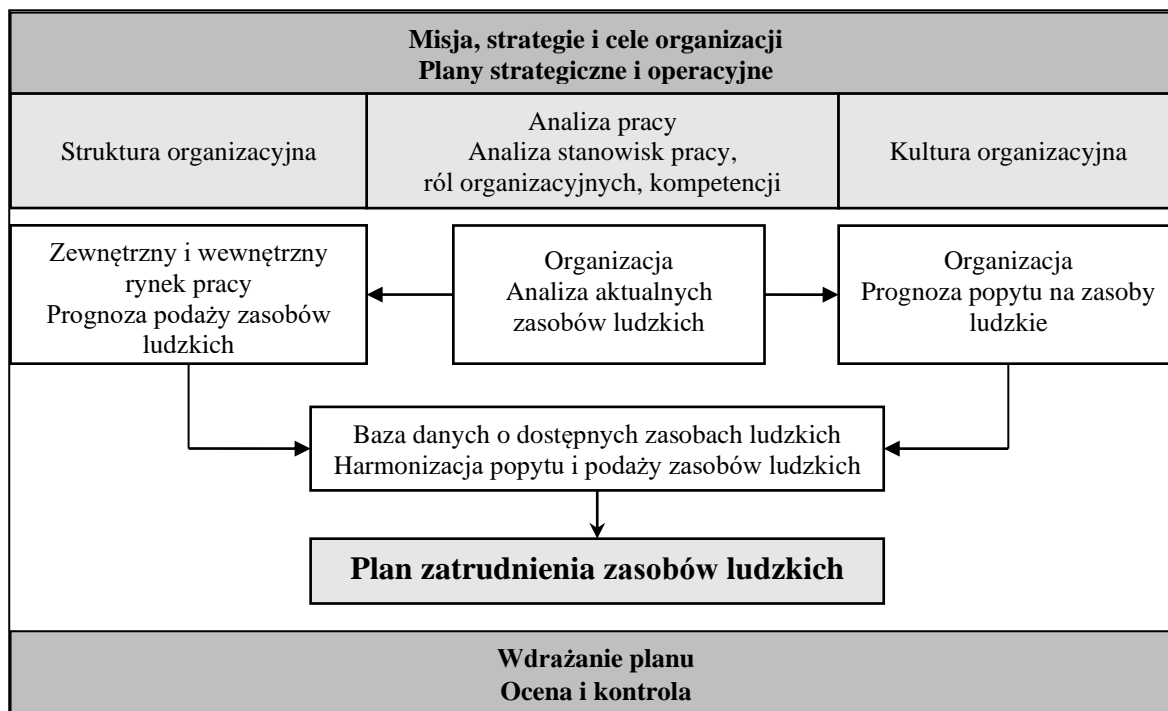 Misja, strategie i cele organizacji
Plany strategiczne i operacyjne
Struktura organizacyjna
Analiza pracy
Analiza stanowisk pracy,
ról organizacyjnych, kompetencji
Kultura organizacyjna
Zewnętrzny i wewnętrzny
rynek pracy
Prognoza podaży zasobów
ludzkich
Organizacja
Analiza aktualnych
zasobów ludzkich
Organizacja
Prognoza popytu na zasoby
ludzkie
Baza danych o dostępnych zasobach ludzkich
Harmonizacja popytu i podaży zasobów ludzkich
Plan zatrudnienia zasobów ludzkich
Wdrażanie planu
Ocena i kontrola